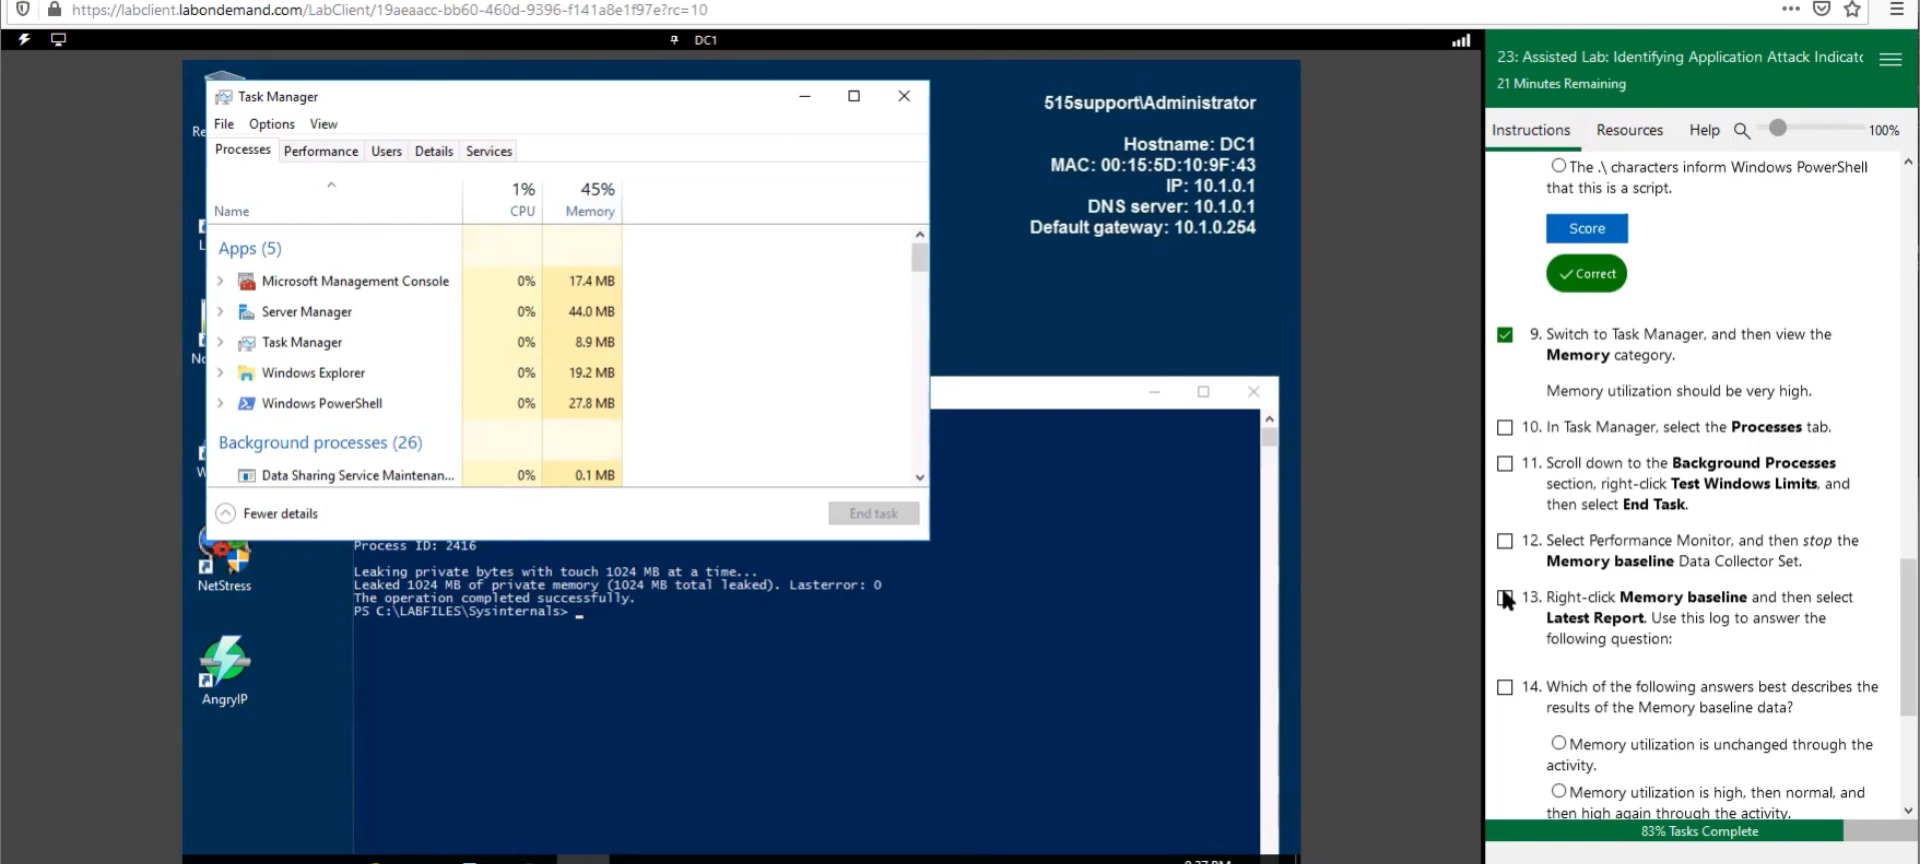 https://labclient.labondemand.com/LabClient/19aeaacc-bb60-460d-9396-f141a8e1f97e?rc=10
DC1
Task Manager
File Options View
Processes Performance Users Details Services
1% 45%
Name CPU Memory
Apps (5)
Microsoft Management Console 0% 17.4 MB
Server Manager 0% 44.0 MB
Task Manager 0% 8.9 MB
Windows Explorer 0% 19.2 MB
Windows PowerShell 0% 27.8 MB
Background processes (26)
Data Sharing Service Maintenan... 0% 0.1 MB
Fewer details End task
515support\Administrator
Hostname: DC1
MAC: 00:15:5D:10:9F:43
IP: 10.1.0.1
DNS server: 10.1.0.1
Default gateway: 10.1.0.254
NetStress
AngryIP
Process ID: 2416
Leaking private bytes with touch 1024 MB at a time...
Leaked 1024 MB of private memory (1024 MB total leaked). Lasterror: 0
The operation completed successfully.
PS C:\LABFILES\Sysinternals> _
23: Assisted Lab: Identifying Application Attack Indicato
21 Minutes Remaining
Instructions Resources Help 100%
The .\ characters inform Windows PowerShell
that this is a script.
Score
Correct
9. Switch to Task Manager, and then view the
Memory category.
Memory utilization should be very high.
10. In Task Manager, select the Processes tab.
11. Scroll down to the Background Processes
section, right-click Test Windows Limits, and
then select End Task.
12. Select Performance Monitor, and then stop the
Memory baseline Data Collector Set.
13. Right-click Memory baseline and then select
Latest Report. Use this log to answer the
following question:
14. Which of the following answers best describes the
results of the Memory baseline data?
Memory utilization is unchanged through the
activity.
Memory utilization is high, then normal, and
then high again through the activity.
83% Tasks Complete